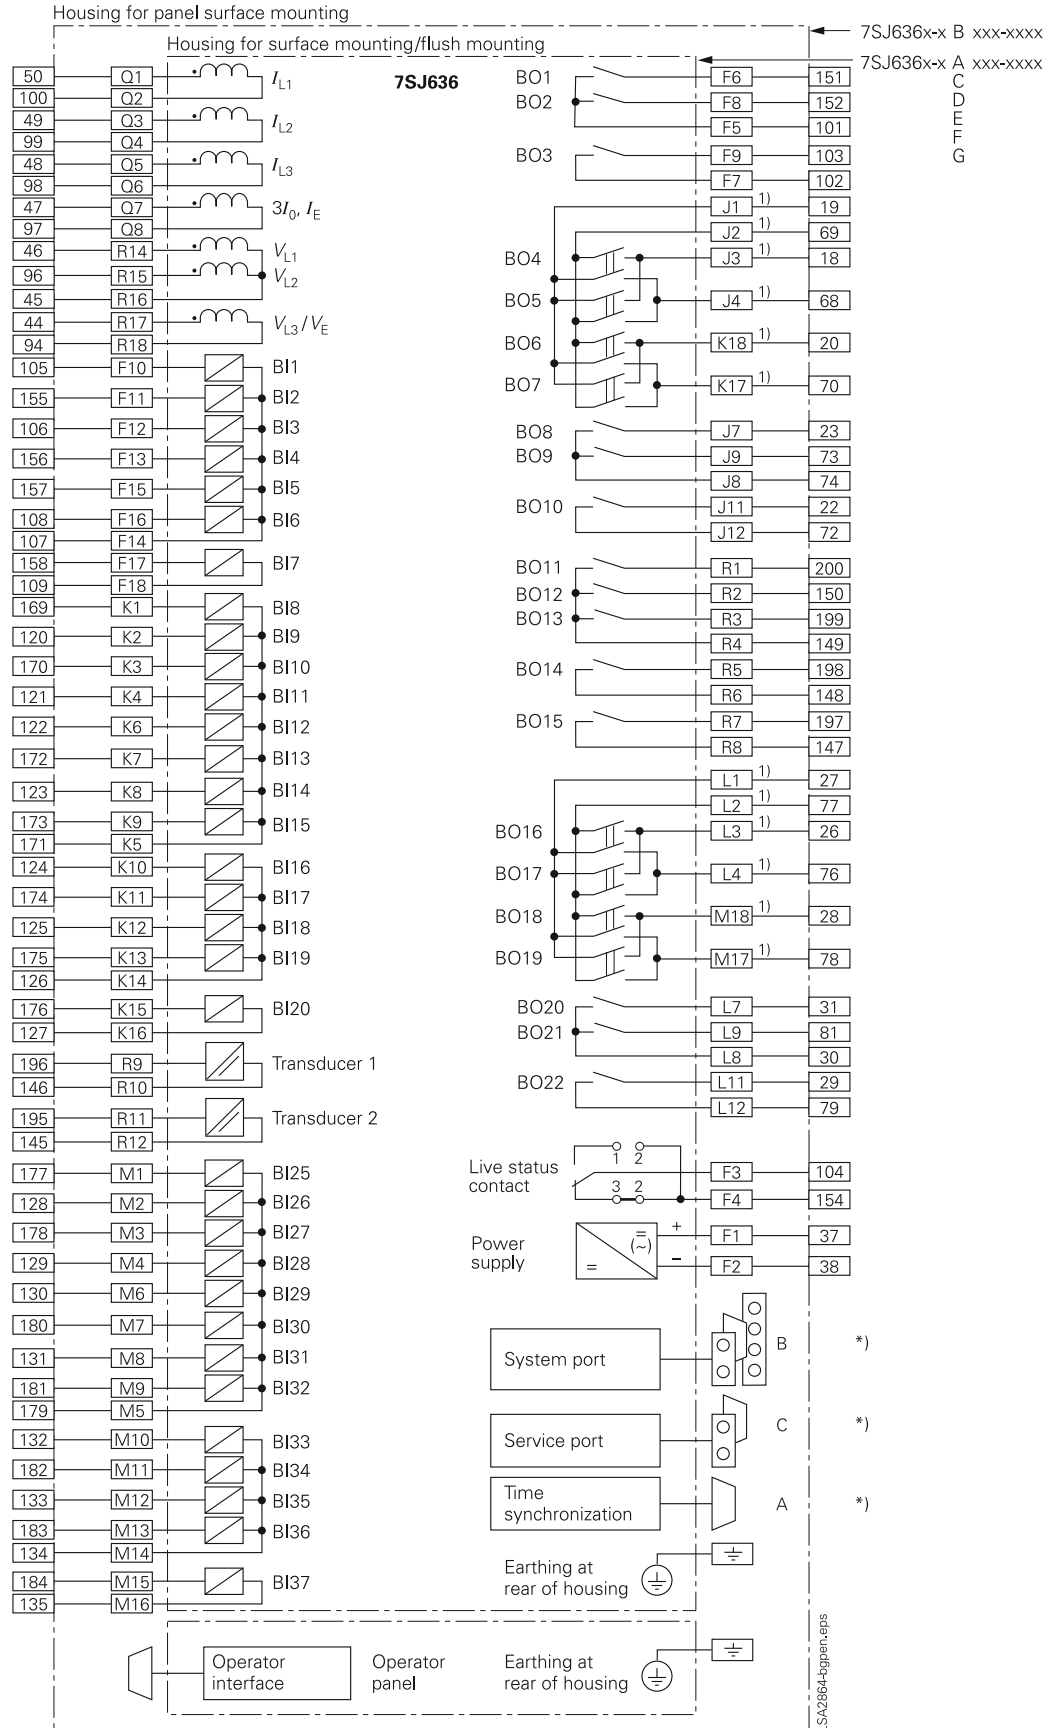 Housing for panel surface mounting
7SJ636x-x B xxx-xxxx
Housing for surface mounting/flush mounting
7SJ636x-x A xxx-xxxx
C
D
E
F
G
7SJ636
50 Q1 IL1
100 Q2
49 Q3 IL2
99 Q4
48 Q5 IL3
98 Q6
47 Q7 3I0, IE
97 Q8
46 R14 VL1
96 R15 VL2
45 R16
44 R17 VL3/VE
94 R18
105 F10 BI1
155 F11 BI2
106 F12 BI3
156 F13 BI4
157 F15 BI5
108 F16 BI6
107 F14
158 F17 BI7
109 F18
169 K1 BI8
120 K2 BI9
170 K3 BI10
121 K4 BI11
122 K6 BI12
172 K7 BI13
123 K8 BI14
173 K9 BI15
171 K5
124 K10 BI16
174 K11 BI17
125 K12 BI18
175 K13 BI19
126 K14
176 K15 BI20
127 K16
196 R9 Transducer 1
146 R10
195 R11 Transducer 2
145 R12
177 M1 BI25
128 M2 BI26
178 M3 BI27
129 M4 BI28
130 M6 BI29
180 M7 BI30
131 M8 BI31
181 M9 BI32
179 M5
132 M10 BI33
182 M11 BI34
133 M12 BI35
183 M13 BI36
134 M14
184 M15 BI37
135 M16
BO1 F6 151
BO2 F8 152
F5 101
BO3 F9 103
F7 102
J1 1) 19
J2 1) 69
BO4 J3 1) 18
BO5 J4 1) 68
BO6 K18 1) 20
BO7 K17 1) 70
BO8 J7 23
BO9 J9 73
J8 74
BO10 J11 22
J12 72
BO11 R1 200
BO12 R2 150
BO13 R3 199
R4 149
BO14 R5 198
R6 148
BO15 R7 197
R8 147
L1 1) 27
L2 1) 77
BO16 L3 1) 26
BO17 L4 1) 76
BO18 M18 1) 28
BO19 M17 1) 78
BO20 L7 31
BO21 L9 81
L8 30
BO22 L11 29
L12 79
1 2
Live status F3 104
contact
3 2 F4 154
Power supply = (~) = + F1 37
− F2 38
System port B *)
Service port C *)
Time
synchronization A *)
Earthing at
rear of housing
Operator
interface
Operator
panel
Earthing at
rear of housing
LSA2864-bgpen.eps